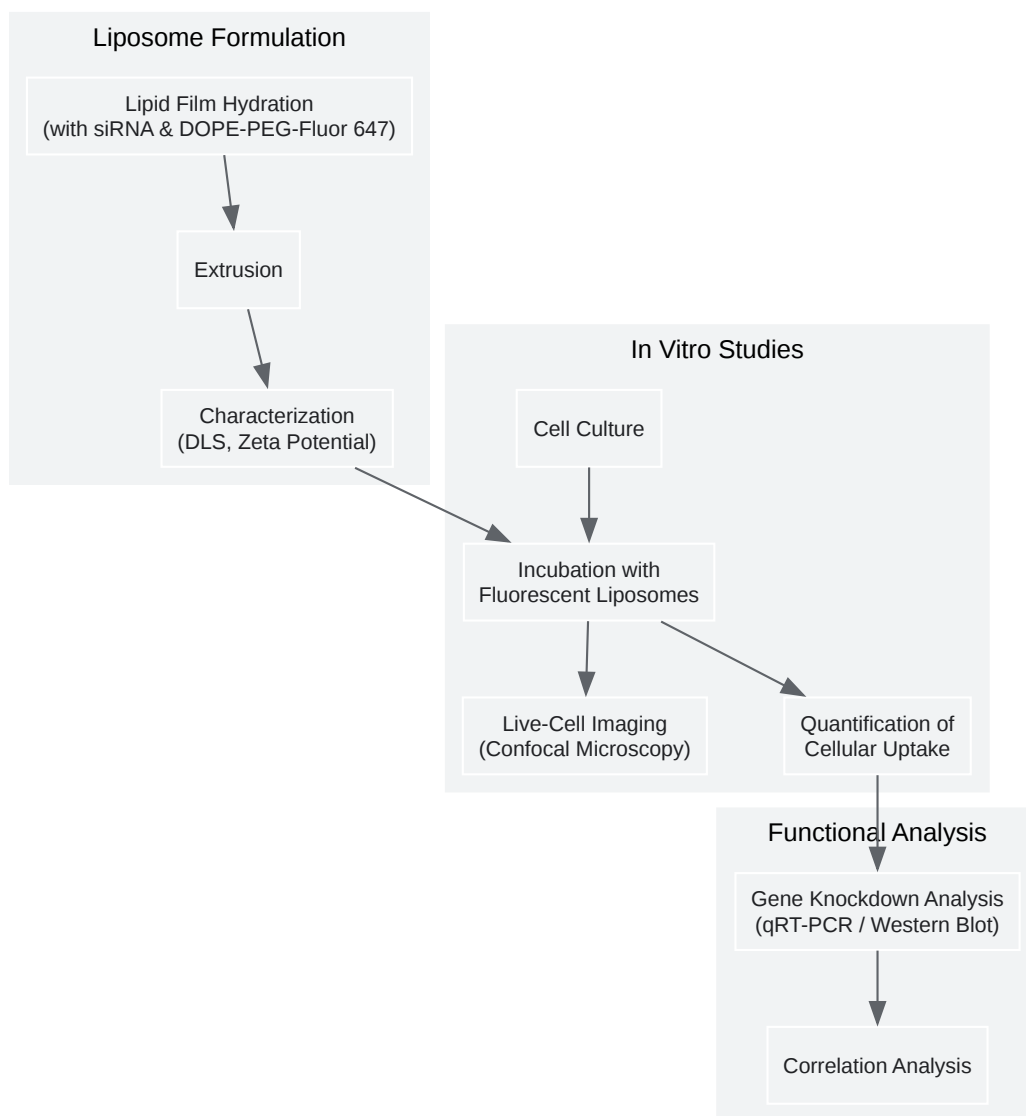 Liposome Formulation
Lipid Film Hydration
(with siRNA & DOPE-PEG-Fluor 647)
Extrusion
Characterization
(DLS, Zeta Potential)
In Vitro Studies
Cell Culture
Incubation with
Fluorescent Liposomes
Live-Cell Imaging
(Confocal Microscopy)
Quantification of
Cellular Uptake
Functional Analysis
Gene Knockdown Analysis
(qRT-PCR / Western Blot)
Correlation Analysis